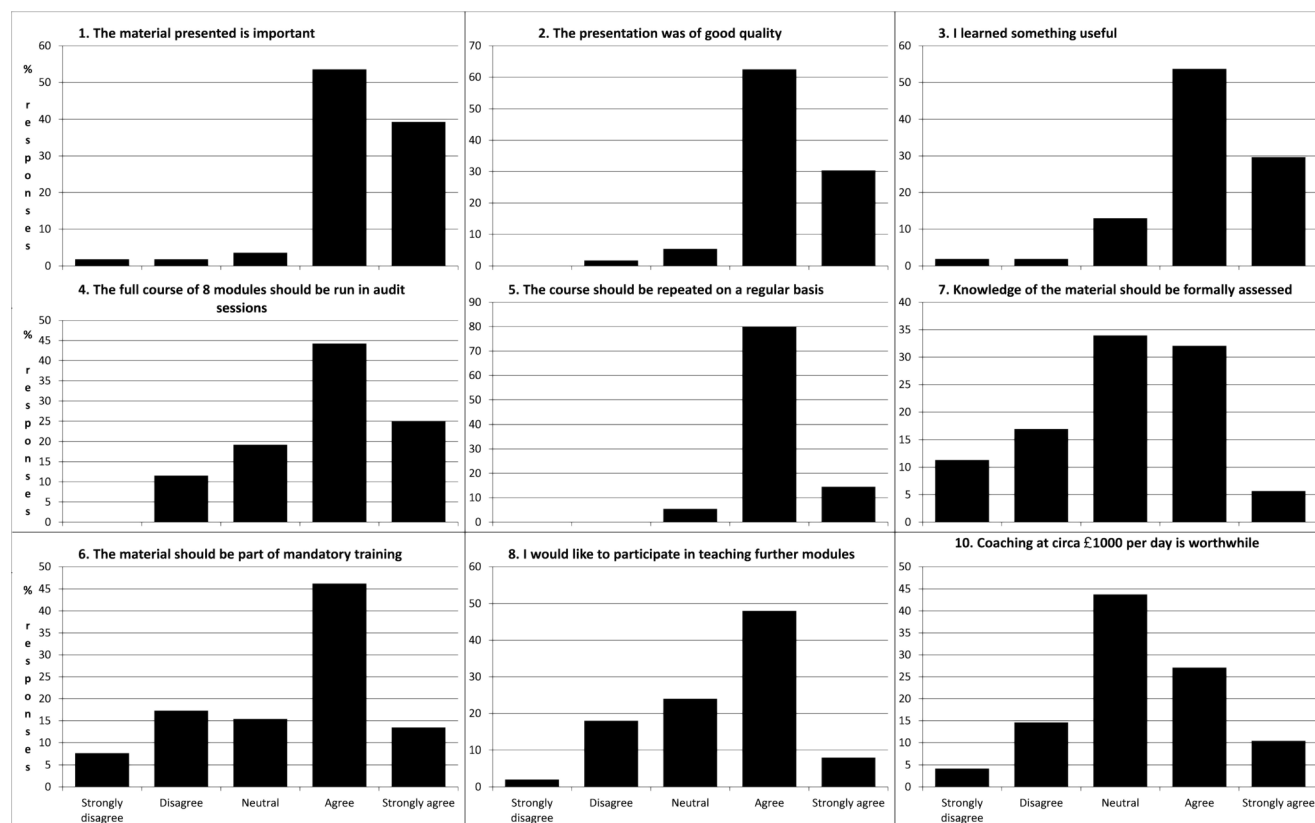 1. The material presented is important
60
50
40
30
20
10
0
% responses
2. The presentation was of good quality
70
60
50
40
30
20
10
0
3. I learned something useful
60
50
40
30
20
10
0
4. The full course of 8 modules should be run in audit
sessions
50
45
40
35
30
25
20
15
10
5
0
% responses
5. The course should be repeated on a regular basis
90
80
70
60
50
40
30
20
10
0
7. Knowledge of the material should be formally assessed
40
35
30
25
20
15
10
5
0
6. The material should be part of mandatory training
50
45
40
35
30
25
20
15
10
5
0
% responses
Strongly disagree
Disagree
Neutral
Agree
Strongly agree
8. I would like to participate in teaching further modules
60
50
40
30
20
10
0
Strongly disagree
Disagree
Neutral
Agree
Strongly agree
10. Coaching at circa £1000 per day is worthwhile
50
45
40
35
30
25
20
15
10
5
0
Strongly disagree
Disagree
Neutral
Agree
Strongly agree